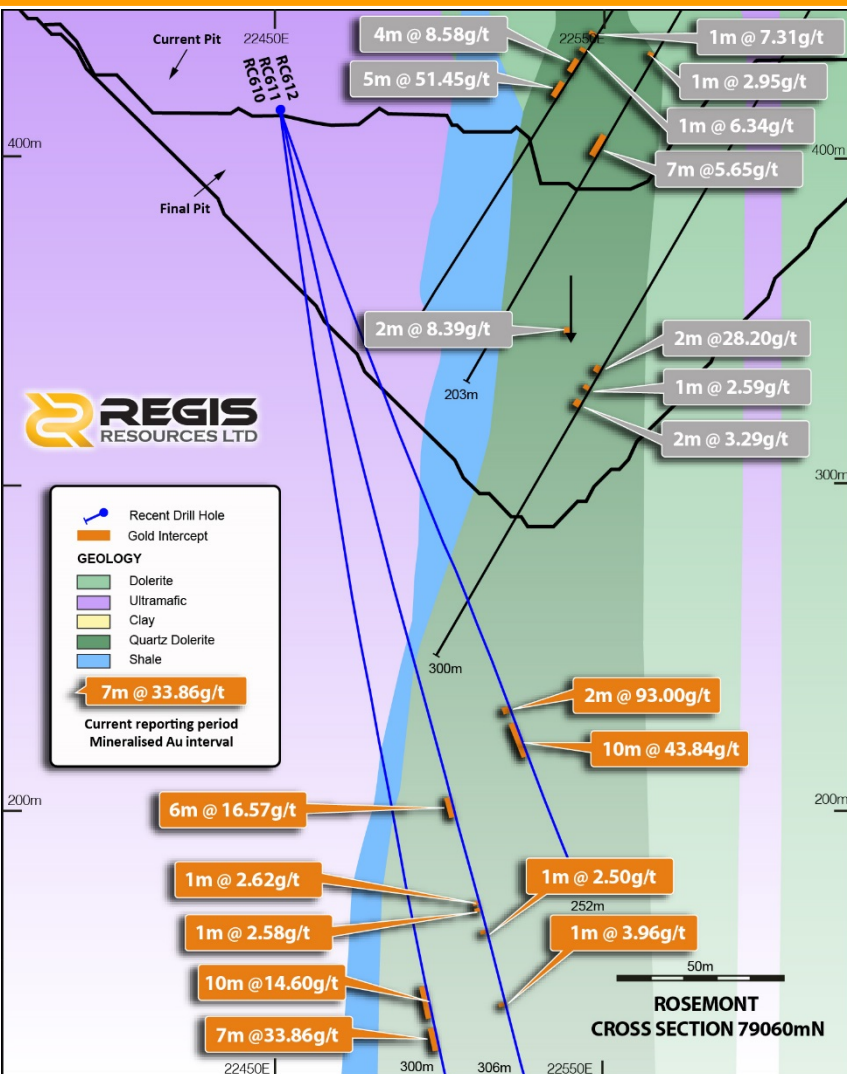 Current Pit
22450E
22550E
RC612
RC611
RC610
4m @ 8.58g/t
5m @ 51.45g/t
1m @ 7.31g/t
1m @ 2.95g/t
1m @ 6.34g/t
7m @5.65g/t
400m
400m
Final Pit
2m @ 8.39g/t
2m @28.20g/t
1m @ 2.59g/t
2m @ 3.29g/t
203m
REGIS
RESOURCES LTD
300m
Recent Drill Hole
Gold Intercept
GEOLOGY
Dolerite
Ultramafic
Clay
Quartz Dolerite
Shale
7m @ 33.86g/t
Current reporting period
Mineralised Au interval
300m
2m @ 93.00g/t
10m @ 43.84g/t
200m
200m
6m @ 16.57g/t
1m @ 2.62g/t
1m @ 2.50g/t
252m
1m @ 2.58g/t
1m @ 3.96g/t
10m @14.60g/t
7m @33.86g/t
50m
ROSEMONT
CROSS SECTION 79060mN
22450E
300m
306m
22550E